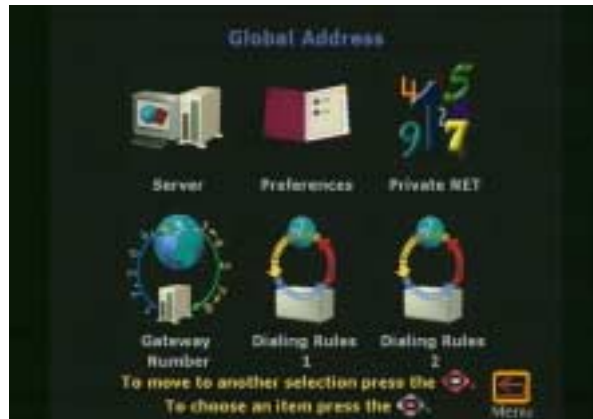 Global Address
Server Preferences Private NET
Gateway Number Dialing Rules 1 Dialing Rules 2
To move to another selection press the .
To choose an item press the .
Menu